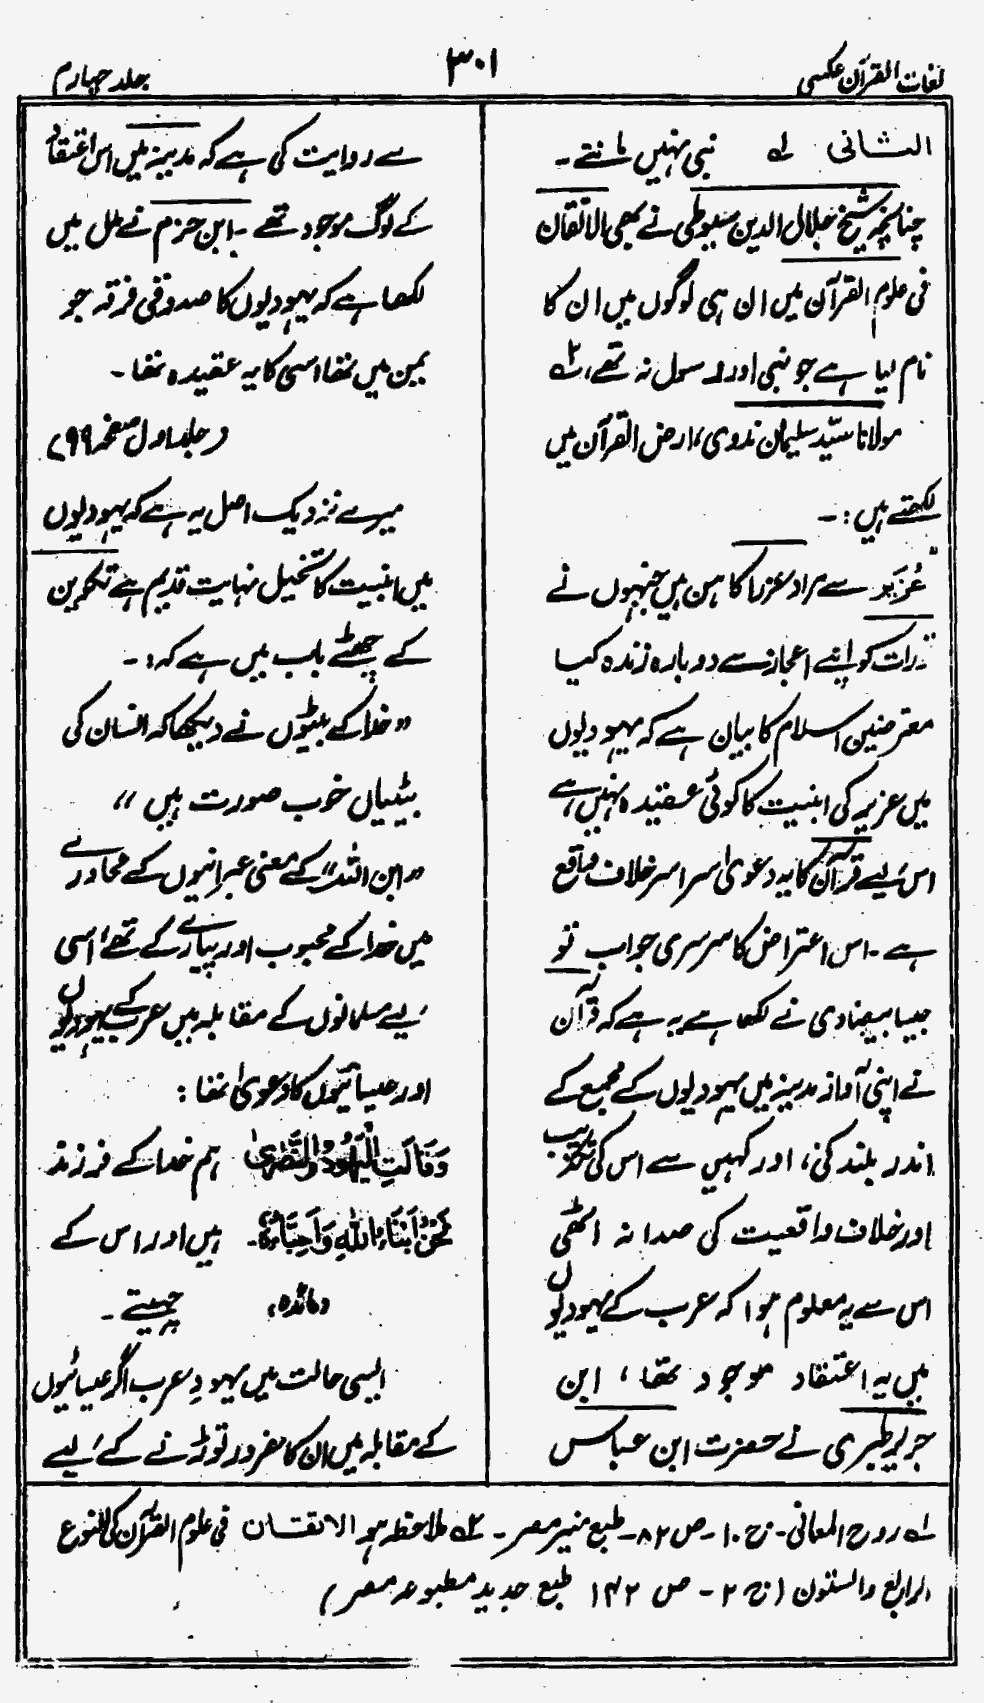 لغات القرآن عکسی
۳۰۱
جلد چہارم
الثانی ۱ے نبی نہیں مانتے ۔
چنانچہ شیخ جلال الدین سیوطی نے بھی الاتقان
فی علوم القرآن میں ان ہی لوگوں میں ان کا
نام لیا ہے جو نبی اور رسول نہ تھے، ۲ے
مولانا سیّد سلیمان ندوی، ارض القرآن میں
لکھتے ہیں :۔
"عُزَیر سے مراد عزرا کاہن ہیں جنہوں نے
تورات کو اپنے اعجاز سے دوبارہ زندہ کیا
معترضین اسلام کا بیان ہے کہ یہودیوں
میں عزیر کی ابنیت کا کوئی عقیدہ نہیں ہے
اس لیے قرآن کا یہ دعویٰ سراسر خلاف واقع
ہے ۔ اس اعتراض کا سرسری جواب تو
جیسا بیضاوی نے لکھا ہے یہ ہے کہ قرآن
نے اپنی آواز مدینہ میں یہودیوں کے مجمع کے
اندر بلند کی، اور کہیں سے اس کی تکذیب
اور خلاف واقعیت کی صدا نہ اٹھی
اس سے یہ معلوم ہوا کہ عرب کے یہودیوں
میں یہ اعتقاد موجود تھا، ابن
جریر طبری نے حضرت ابن عباس
سے روایت کی ہے کہ مدینہ میں اس اعتقاد
کے لوگ موجود تھے ۔ ابن حزم نے ملل میں
لکھا ہے کہ یہودیوں کا صدوقی فرقہ جو
یمن میں تھا اسی کا یہ عقیدہ تھا ۔
(جلد اول صفحہ ۹۹)
میرے نزدیک اصل یہ ہے کہ یہودیوں
میں ابنیت کا تخیل نہایت قدیم ہے تکوین
کے چھٹے باب میں ہے کہ :۔
"خدا کے بیٹوں نے دیکھا کہ انسان کی
بیٹیاں خوب صورت ہیں"
"ابن اللہ" کے معنی عبرانیوں کے محاورے
میں خدا کے محبوب اور پیارے کے تھے، اسی
لیے مسلمانوں کے مقابلہ میں عرب کے یہودیوں
اور عیسائیوں کا دعویٰ تھا :
وَقَالَتِ الْيَهُودُ وَالنَّصٰرٰی ہم خدا کے فرزند
نَحْنُ اَبْنَاءُ اللّٰهِ وَاَحِبَّاءُهٗ ۔ ہیں اور اس کے
(مائدہ) چہیتے ۔
ایسی حالت میں یہودِ عرب اگر عیسائیوں
کے مقابلہ میں ان کا غرور توڑنے کے لیے
۱ے روح المعانی ۔ ج ۱۰ ۔ ص ۸۲ ۔ طبع منیر مصر ۔ ۲ے ملاحظہ ہو الاتقان فی علوم القرآن کی النوع
الرابع والستون (ج ۲ ۔ ص ۱۴۲ طبع جدید مطبوعہ مصر)